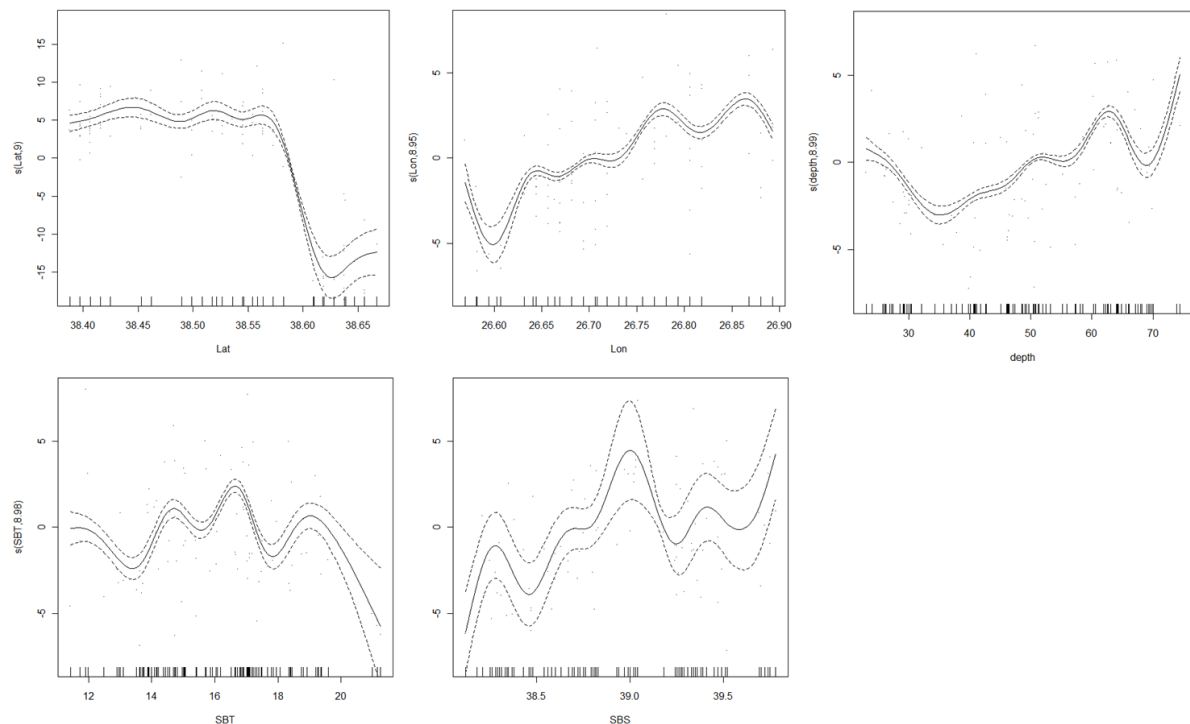 s(Lat,9)
15
10
5
0
-5
-10
-15
38.40 38.45 38.50 38.55 38.60 38.65
Lat
s(Lon,8.95)
5
0
-5
26.60 26.65 26.70 26.75 26.80 26.85 26.90
Lon
s(depth,8.99)
5
0
-5
30 40 50 60 70
depth
s(SBT,8.98)
5
0
-5
12 14 16 18 20
SBT
s(SBS,9)
5
0
-5
38.5 39.0 39.5
SBS